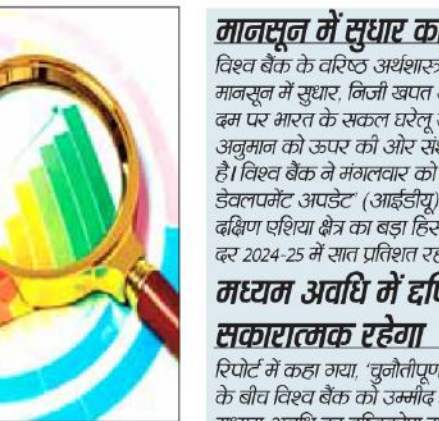 मानसून में सुधार का
विश्व बैंक के वरिष्ठ अर्थशास्त्र
मानसून में सुधार, निजी खपत
दम पर भारत के सकल घरेलू
अनुमान को ऊपर की ओर संश
है। विश्व बैंक ने मंगलवार को
डेवलपमेंट अपडेट' (आईडीयू)
दक्षिण एशिया क्षेत्र का बड़ा हिस
दर 2024-25 में सात प्रतिशत रह
मध्यम अवधि में दृष्टि
सकारात्मक रहेगा
रिपोर्ट में कहा गया, 'चुनौतीपूर्ण
के बीच विश्व बैंक को उम्मीद